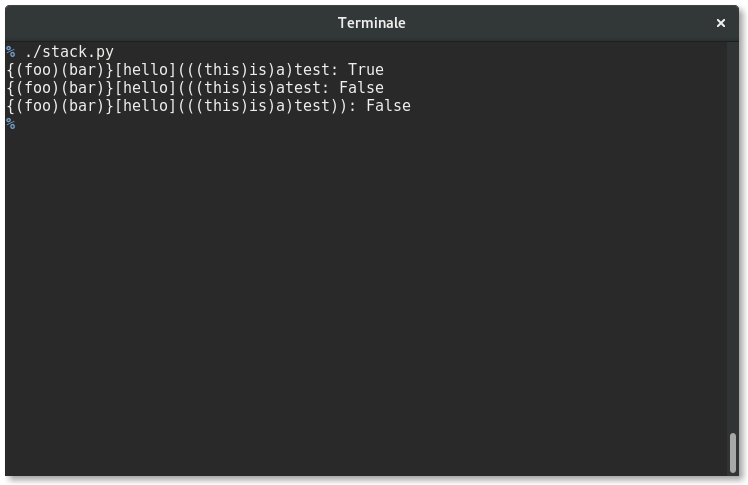 Terminale
% ./stack.py
{(foo)(bar)}[hello](((this)is)a)test: True
{(foo)(bar)}[hello](((this)is)atest: False
{(foo)(bar)}[hello](((this)is)a)test)): False
%